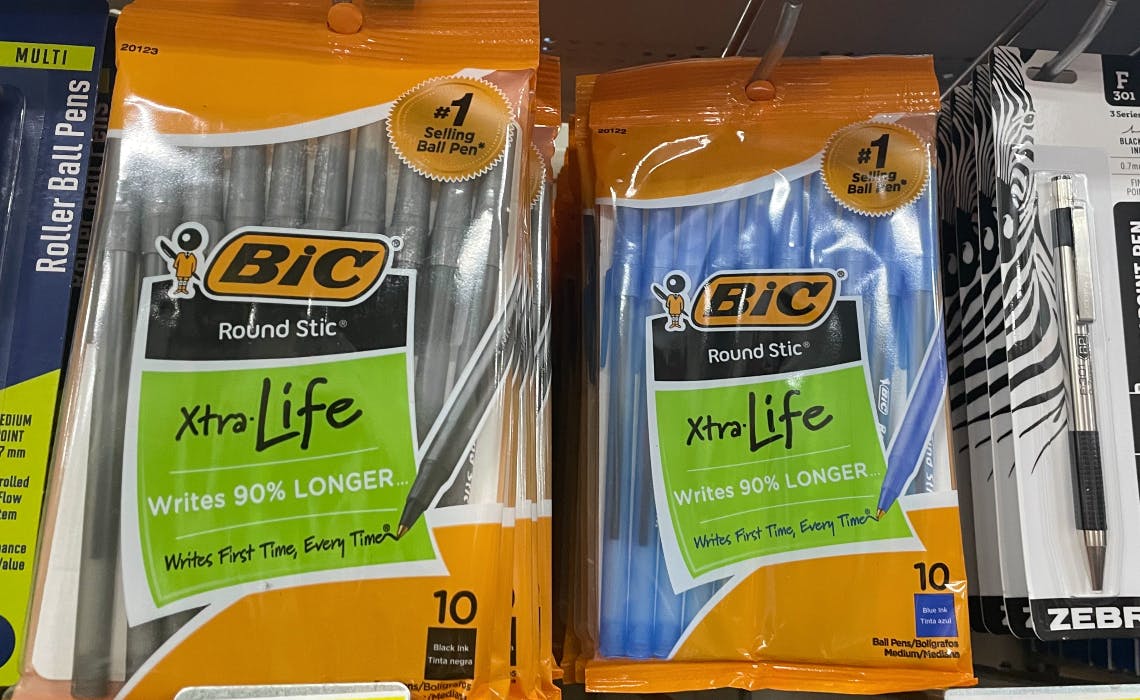 MULTI
Roller Ball Pens
20123
#1
Selling
Ball Pen*
BIC®
Round Stic®
Xtra-Life
Writes 90% LONGER...
Writes First Time, Every Time®
10
Black Ink
Tinta negra
20122
#1
Selling
Ball Pen*
BIC®
Round Stic®
Xtra-Life
Writes 90% LONGER...
Writes First Time, Every Time®
10
Blue Ink
Tinta azul
Ball Pens/Bolígrafos
Medium/Mediana
BIC
F
301
ZEBR